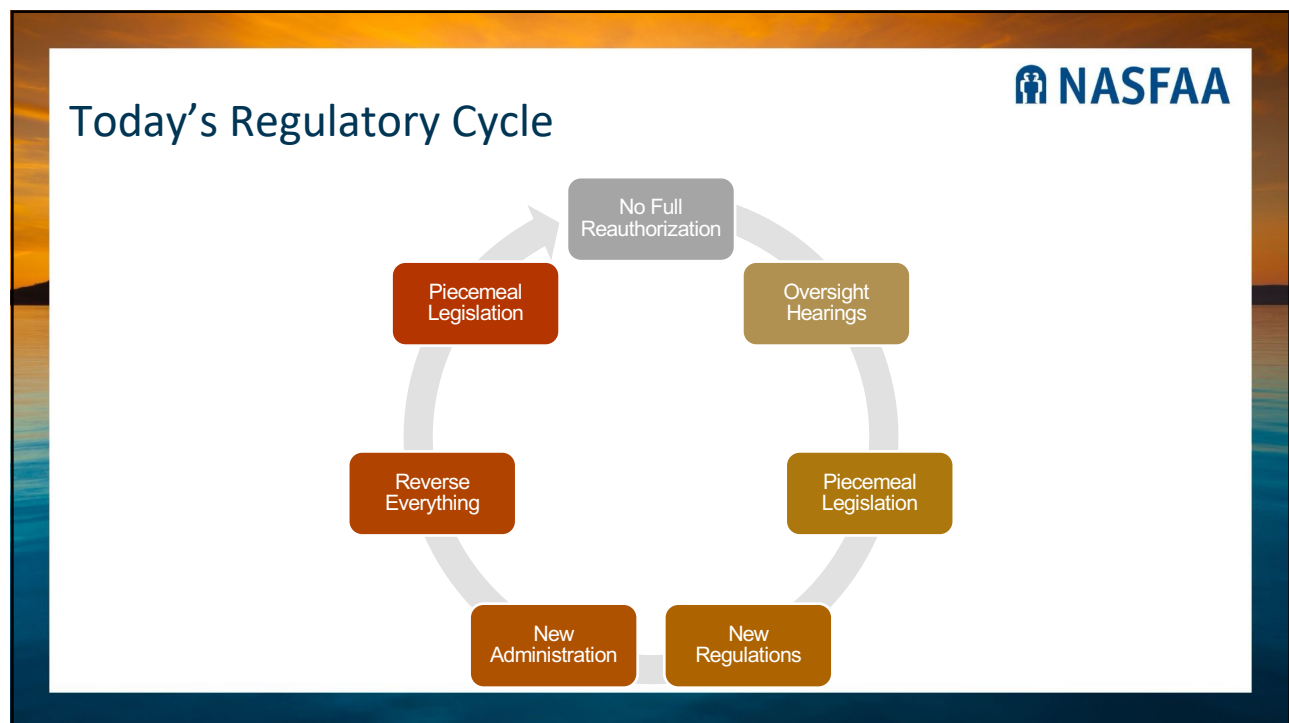 NASFAA
Today’s Regulatory Cycle
No Full
Reauthorization
Oversight
Hearings
Piecemeal
Legislation
New
Regulations
New
Administration
Reverse
Everything
Piecemeal
Legislation